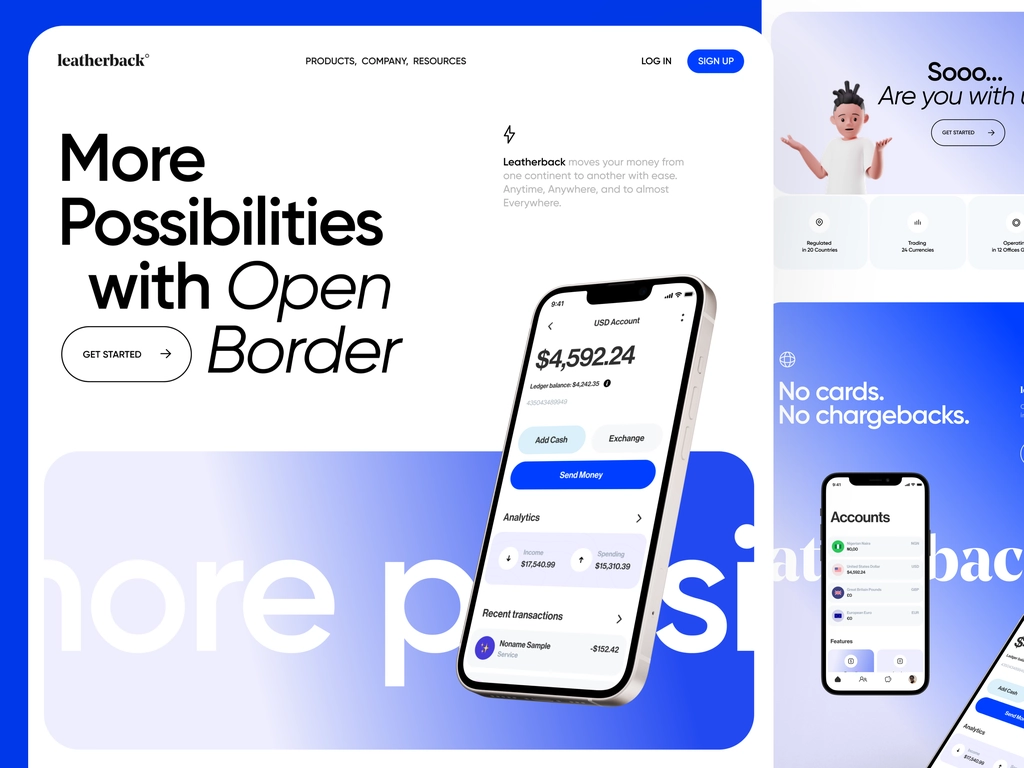 leatherback°
PRODUCTS, COMPANY, RESOURCES
LOG IN
SIGN UP
More
Possibilities
with Open
GET STARTED →
Border
Leatherback moves your money from
one continent to another with ease.
Anytime, Anywhere, and to almost
Everywhere.
9:41
USD Account
$4,592.24
Ledger balance: $4,242.35
435043489949
Add Cash
Exchange
Send Money
Analytics
Income
$17,540.99
Spending
$15,310.39
Recent transactions
Noname Sample
Service
-$152.42
more p
si
Sooo...
Are you with
GET STARTED →
Regulated
in 20 Countries
Trading
24 Currencies
Operatin
in 12 Offices G
No cards.
No chargebacks.
9:41
Accounts
Nigerian Naira
NGN
₦0.00
United States Dollar
USD
$4,592.24
Great British Pounds
GBP
£0
European Euro
EUR
€0
Features
eat
bac
Add Cash
Send Mon
Analytics
Income
$17,540.99